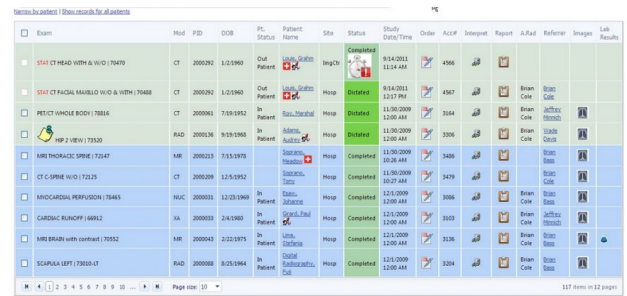 Narrow by patient | Show records for all patients
Exam Mod PID DOB Pt. Status Patient Name Site Status Study Date/Time Order Acc# Interpret Report A.Rad Referrer Images Lab Results
STAT CT HEAD WITH & W/O | 70470 CT 2000292 1/2/1960 Out Patient Louis, Grahm ImgCtr Completed 9/14/2011 11:14 AM 4566
STAT CT FACIAL MAXILLO W/O & WITH | 70488 CT 2000292 1/2/1960 Out Patient Louis, Grahm Hosp Dictated 9/14/2011 12:17 PM 4567 Brian Cole Brian Cole
PET/CT WHOLE BODY | 78816 CT 2000061 7/19/1952 In Patient Roy, Marshal Hosp Dictated 11/30/2009 12:00 AM 3164 Brian Cole Jeffrey Minnich
HIP 2 VIEW | 73520 RAD 2000136 9/19/1968 In Patient Adams, Audrey Hosp Dictated 11/30/2009 12:00 AM 3306 Brian Cole Wade Davis
MRI THORACIC SPINE | 72147 MR 2000213 7/15/1978 Soprano, Meadow Hosp Completed 11/30/2009 10:26 AM 3486 Brian Bass
CT C-SPINE W/O | 72125 CT 2000209 12/5/1952 Soprano, Tony Hosp Completed 11/30/2009 10:27 AM 3479 Brian Cole
MYOCARDIAL PERFUSION | 78465 NUC 2000031 12/23/1969 In Patient Johanne Hosp Completed 12/1/2009 12:00 AM 3086 Brian Cole Brian Bass
CARDIAC RUNOFF | 66912 XA 2000033 2/4/1980 In Patient Girard, Paul Hosp Completed 12/1/2009 12:00 AM 3103 Brian Cole Jeffrey Minnich
MRI BRAIN with contrast | 70552 MR 2000043 2/22/1975 In Patient Lima, Stefania Hosp Completed 12/1/2009 12:00 AM 3136 Brian Cole Brian Bass
SCAPULA LEFT | 73010-LT RAD 2000088 8/25/1964 In Patient Digital Radiography, Fuji Hosp Completed 12/1/2009 12:00 AM 3204 Brian Cole Brian Bass
1 2 3 4 5 6 7 8 9 10 ... Page size: 10 117 items in 12 pages